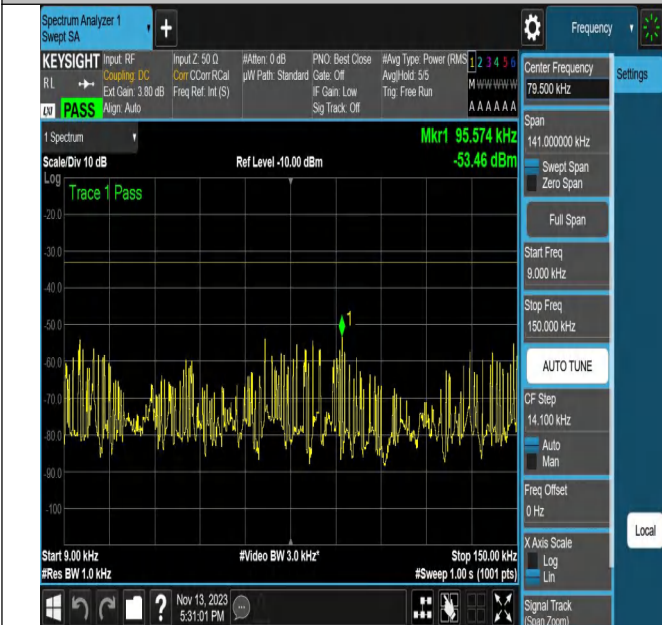 Spectrum Analyzer 1
Swept SA
+
Frequency
KEYSIGHT
RL
LXI PASS
Input: RF
Coupling: DC
Ext Gain: 3.80 dB
Align: Auto
Input Z: 50 Ω
Corr CCorr RCal
Freq Ref: Int (S)
#Atten: 0 dB
µW Path: Standard
PNO: Best Close
Gate: Off
IF Gain: Low
Sig Track: Off
#Avg Type: Power (RMS
Avg|Hold: 5/5
Trig: Free Run
1 2 3 4 5 6
M W W W W W
A A A A A A
1 Spectrum
Scale/Div 10 dB
Log
Ref Level -10.00 dBm
Mkr1 95.574 kHz
-53.46 dBm
Trace 1 Pass
-20.0
-30.0
-40.0
-50.0
-60.0
-70.0
-80.0
-90.0
-100
1
Start 9.00 kHz
#Res BW 1.0 kHz
#Video BW 3.0 kHz*
Stop 150.00 kHz
#Sweep 1.00 s (1001 pts)
?
Nov 13, 2023
5:31:01 PM
Center Frequency
79.500 kHz
Settings
Span
141.000000 kHz
Swept Span
Zero Span
Full Span
Start Freq
9.000 kHz
Stop Freq
150.000 kHz
AUTO TUNE
CF Step
14.100 kHz
Auto
Man
Freq Offset
0 Hz
X Axis Scale
Log
Lin
Local
Signal Track
(Span Zoom)